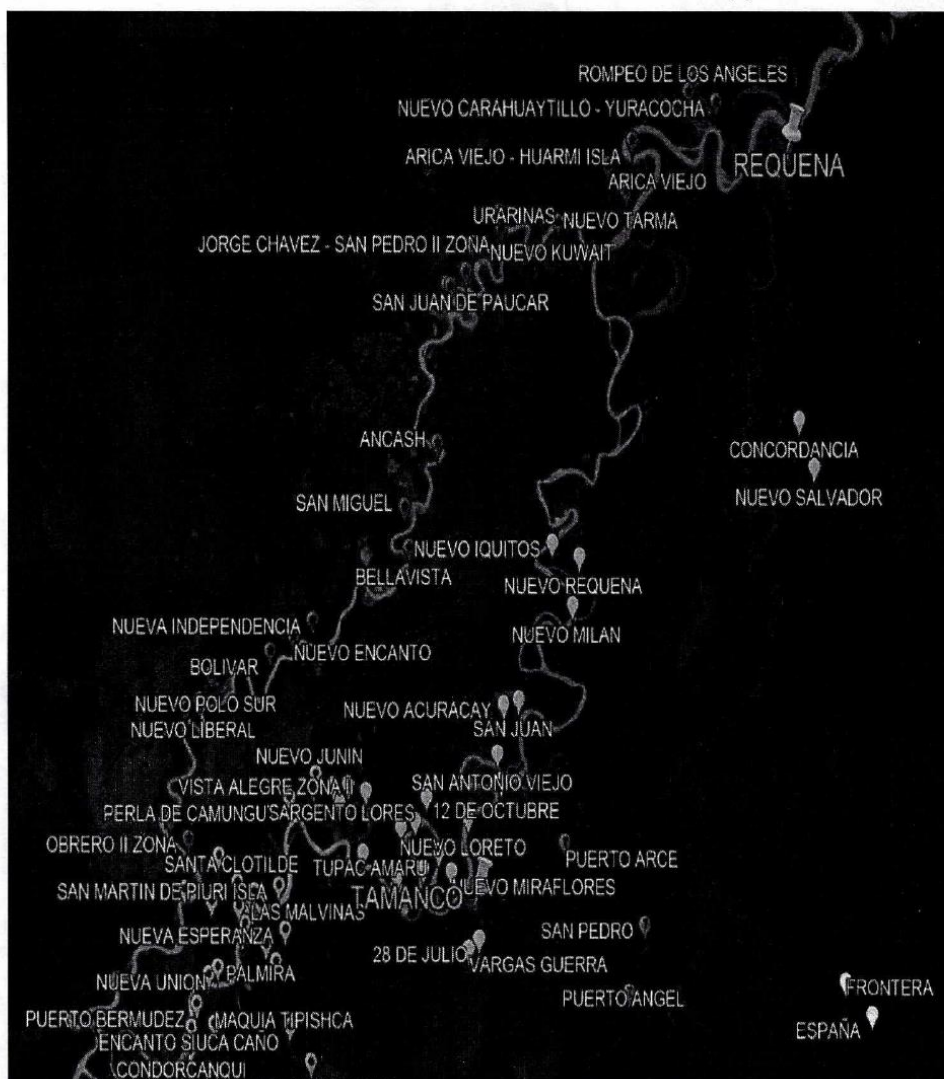 ROMPEO DE LOS ANGELES
NUEVO CARAHUAYTILLO - YURACOCHA
ARICA VIEJO - HUARMI ISLA
REQUENA
ARICA VIEJO
URARINAS
NUEVO TARMA
JORGE CHAVEZ - SAN PEDRO II ZONA
NUEVO KUWAIT
SAN JUAN DE PAUCAR
ANCASH
CONCORDANCIA
SAN MIGUEL
NUEVO SALVADOR
NUEVO IQUITOS
BELLAVISTA
NUEVO REQUENA
NUEVA INDEPENDENCIA
NUEVO MILAN
NUEVO ENCANTO
BOLIVAR
NUEVO POLO SUR
NUEVO ACURACAY
NUEVO LIBERAL
SAN JUAN
NUEVO JUNIN
VISTA ALEGRE ZONA II
SAN ANTONIO VIEJO
PERLA DE CAMUNGU
SARGENTO LORES
12 DE OCTUBRE
OBRERO II ZONA
NUEVO LORETO
SANTA CLOTILDE
TUPAC AMARU
PUERTO ARCE
SAN MARTIN DE PIURI ISLA
TAMANCO
NUEVO MIRAFLORES
LAS MALVINAS
NUEVA ESPERANZA
SAN PEDRO
28 DE JULIO
VARGAS GUERRA
NUEVA UNION
PALMIRA
FRONTERA
PUERTO ANGEL
PUERTO BERMUDEZ
MAQUIA TIPISHCA
ESPAÑA
ENCANTO SIUCA CAÑO
CONDORCANQUI